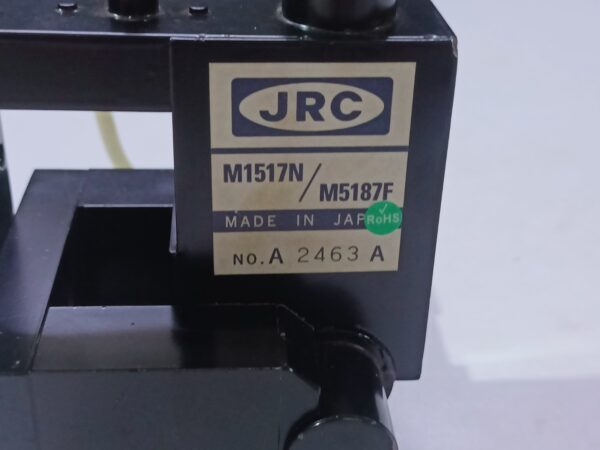 JRC
M1517N/
M5187F
MADE IN JAP
RoHS
NO. A 2463 A